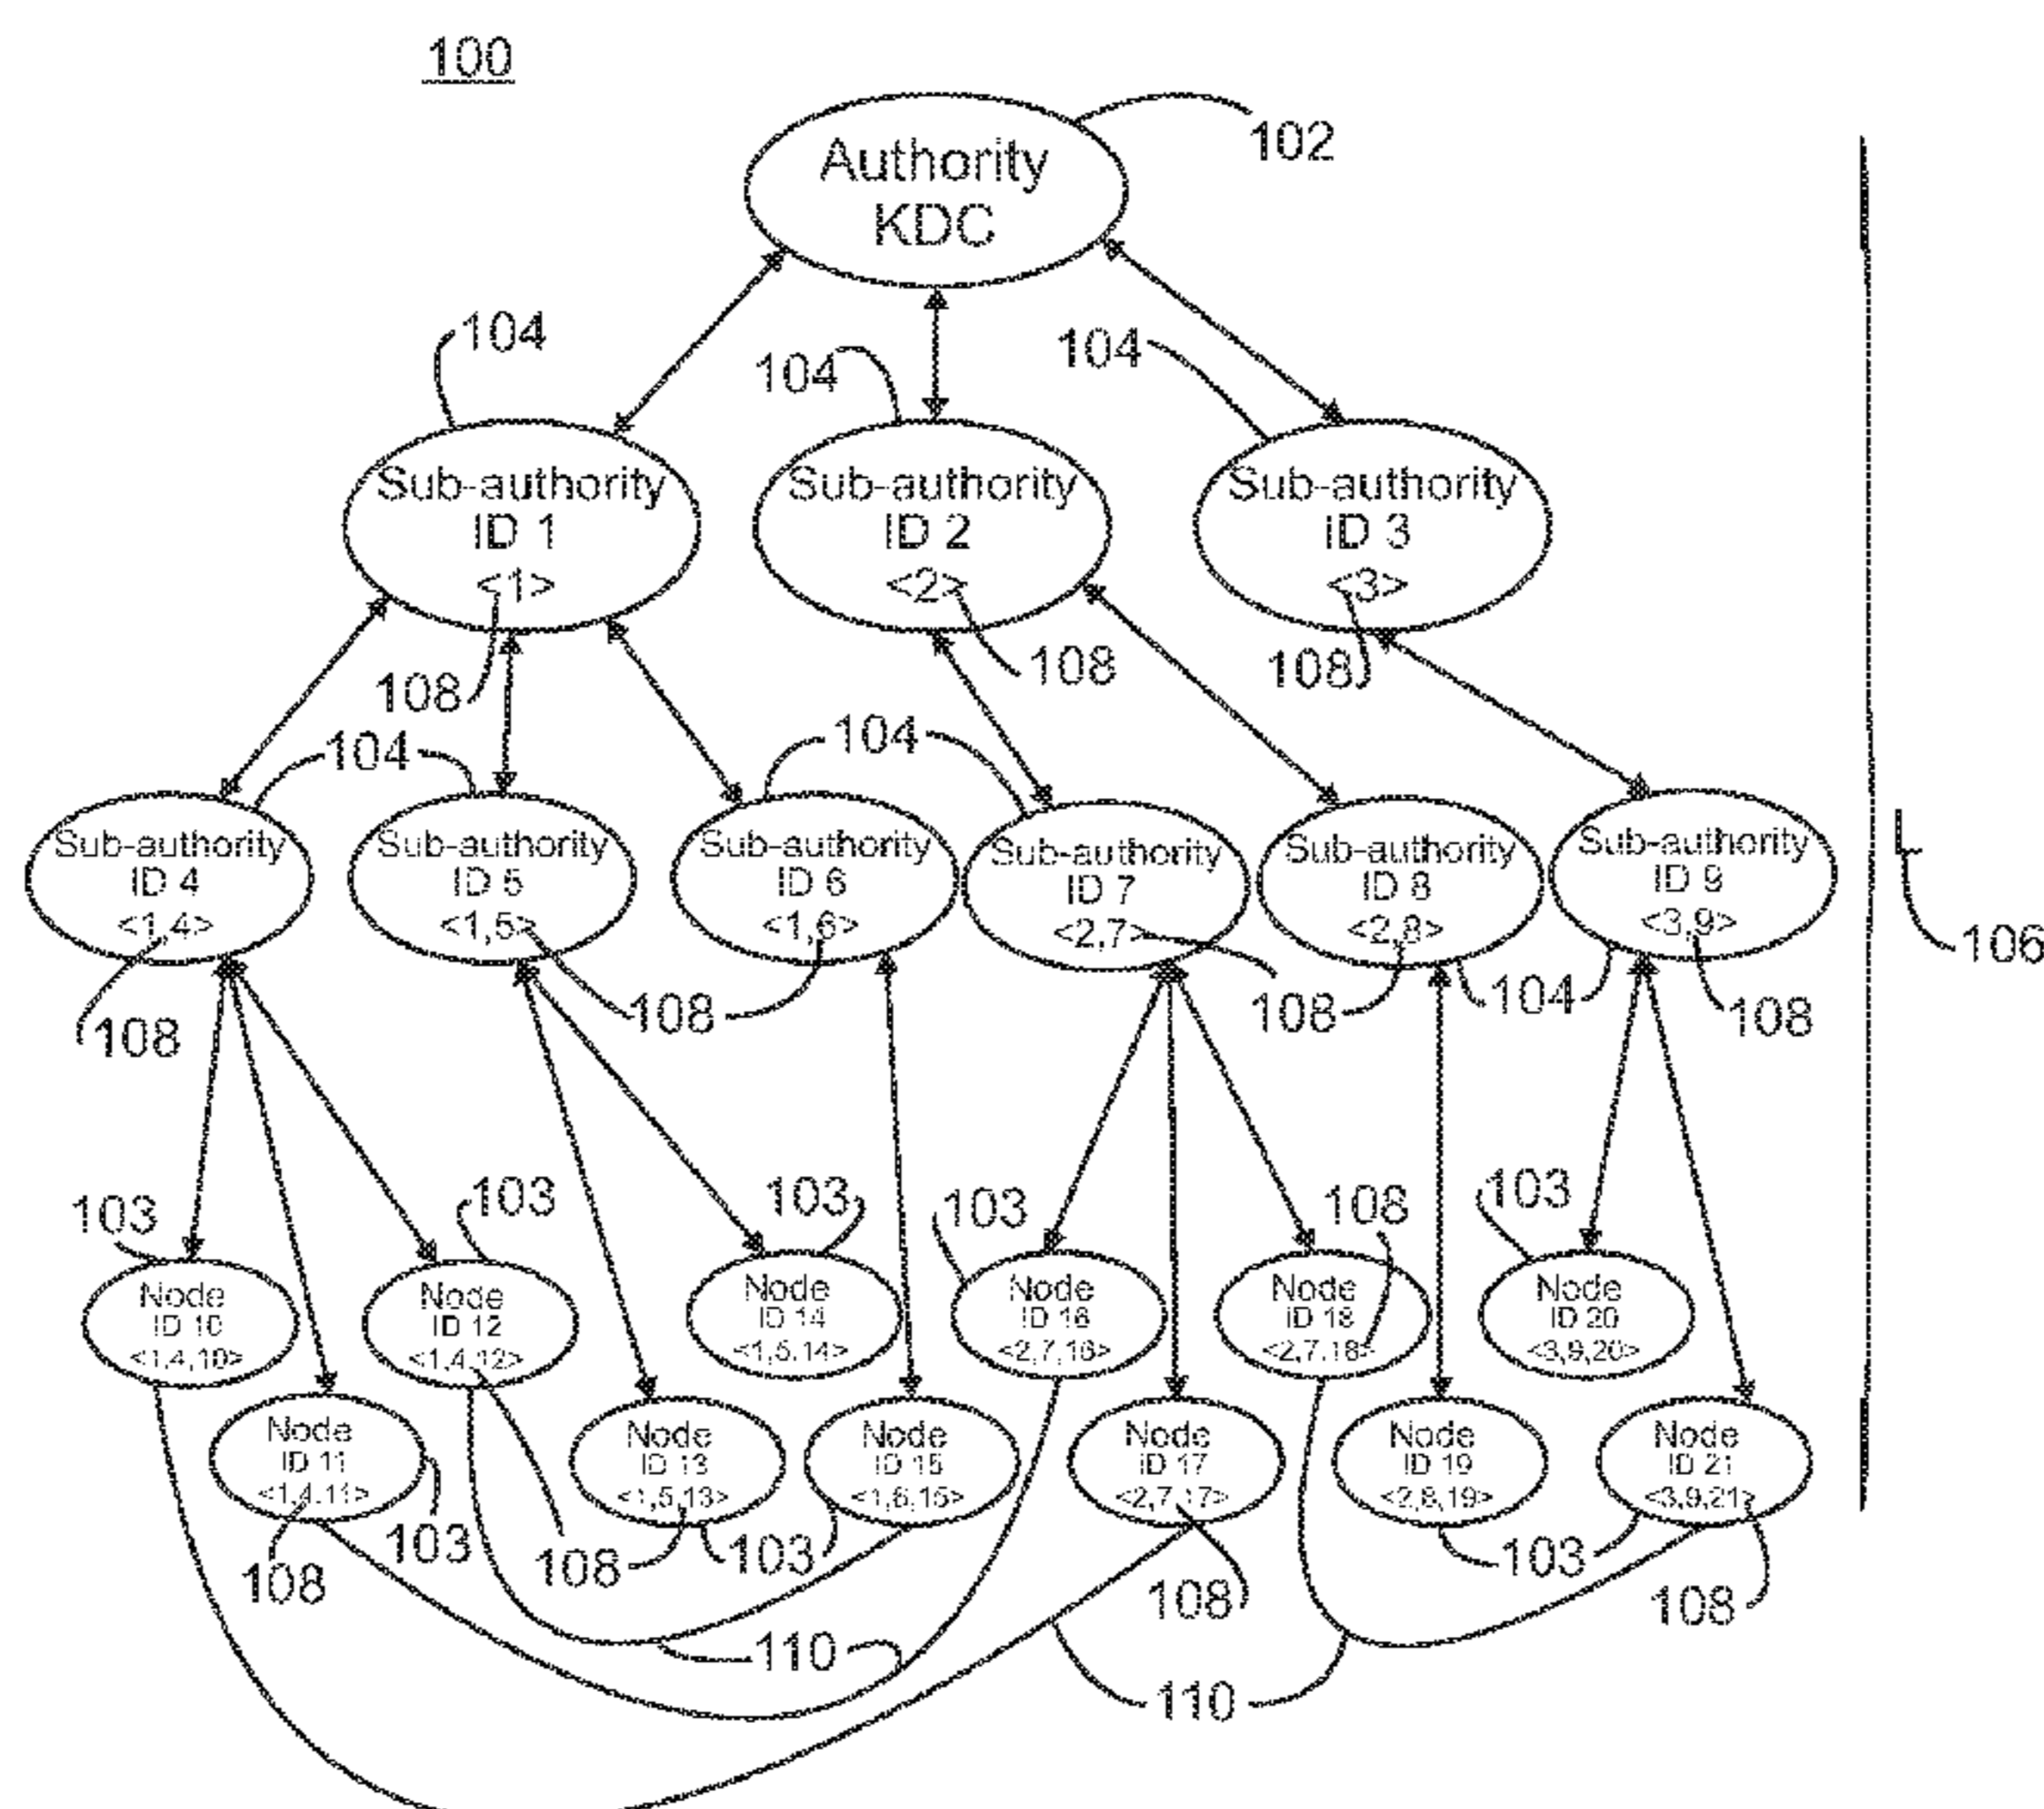 100
102
Authority
KDC
104
104
104
Sub-authority
ID 1
<1>
Sub-authority
ID 2
<2>
Sub-authority
ID 3
<3>
108
108
108
104
104
Sub-authority
ID 4
<1,4>
Sub-authority
ID 5
<1,5>
Sub-authority
ID 6
<1,6>
Sub-authority
ID 7
<2,7>
Sub-authority
ID 8
<2,8>
Sub-authority
ID 9
<3,9>
L
106
108
108
108
104
108
103
103
103
103
108
103
Node
ID 10
<1,4,10>
Node
ID 12
<1,4,12>
Node
ID 14
<1,5,14>
Node
ID 16
<2,7,16>
Node
ID 18
<2,7,18>
Node
ID 20
<3,9,20>
Node
ID 11
<1,4,11>
Node
ID 13
<1,5,13>
Node
ID 15
<1,6,15>
Node
ID 17
<2,7,17>
Node
ID 19
<2,8,19>
Node
ID 21
<3,9,21>
108
103
108
103
108
103
108
110
110